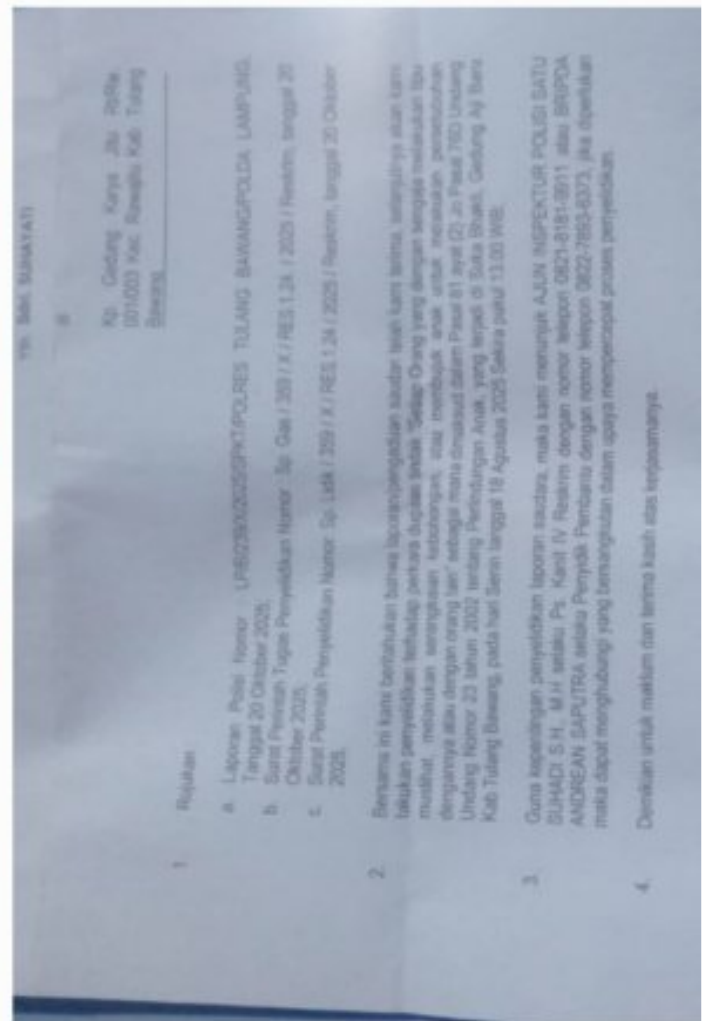 Yth. Sdri. SUHAYATI
di
Kp. Gedung Karya Jitu Rt/Rw.
001/003 Kec. Rawajitu Kab. Tulang
Bawang
1. Rujukan
a. Laporan Polisi Nomor : TULANG BAWANG/POLDA LAMPUNG,
Tanggal 20 Oktober 2025.
b. Surat Perintah Tugas Penyelidikan Nomor: Sp. Gas / 359 / X / RES 1.24 / 2025 / Reskrim, tanggal 20
Oktober 2025.
c. Surat Perintah Penyelidikan Nomor: Sp. Lidik / 359 / X / RES 1.24 / 2025 / Reskrim, tanggal 20 Oktober
2025.
2. Bersama ini kami beritahukan bahwa laporan/pengaduan saudari telah kami terima, selanjutnya akan kami
lakukan penyelidikan terhadap perkara dugaan tindak "Setiap Orang yang dengan sengaja melakukan tipu
muslihat, melakukan serangkaian kebohongan, atau membujuk anak untuk melakukan persetubuhan
dengannya atau dengan orang lain" sebagai mana dimaksud dalam Pasal 81 ayat (2) Jo Pasal 76D Undang
Undang Nomor 23 tahun 2002 tentang Perlindungan Anak, yang terjadi di Suka Bhakti, Gedung Aji Baru
Kab Tulang Bawang, pada hari Senin tanggal 18 Agustus 2025 Sekira pukul 13.00 WIB;
3. Guna kepentingan penyelidikan laporan saudara, maka kami menunjuk AJUN INSPEKTUR POLISI SATU
SUHADI S.H., M.H selaku Ps. Kanit IV Reskrim dengan nomor telepon atau BRIPDA
ANDREAN SAPUTRA selaku Penyidik Pembantu dengan nomor telepon jika diperlukan
maka dapat menghubungi yang bersangkutan dalam upaya mempercepat proses penyelidikan.
4. Demikian untuk maklum dan terima kasih atas kerjasamanya.